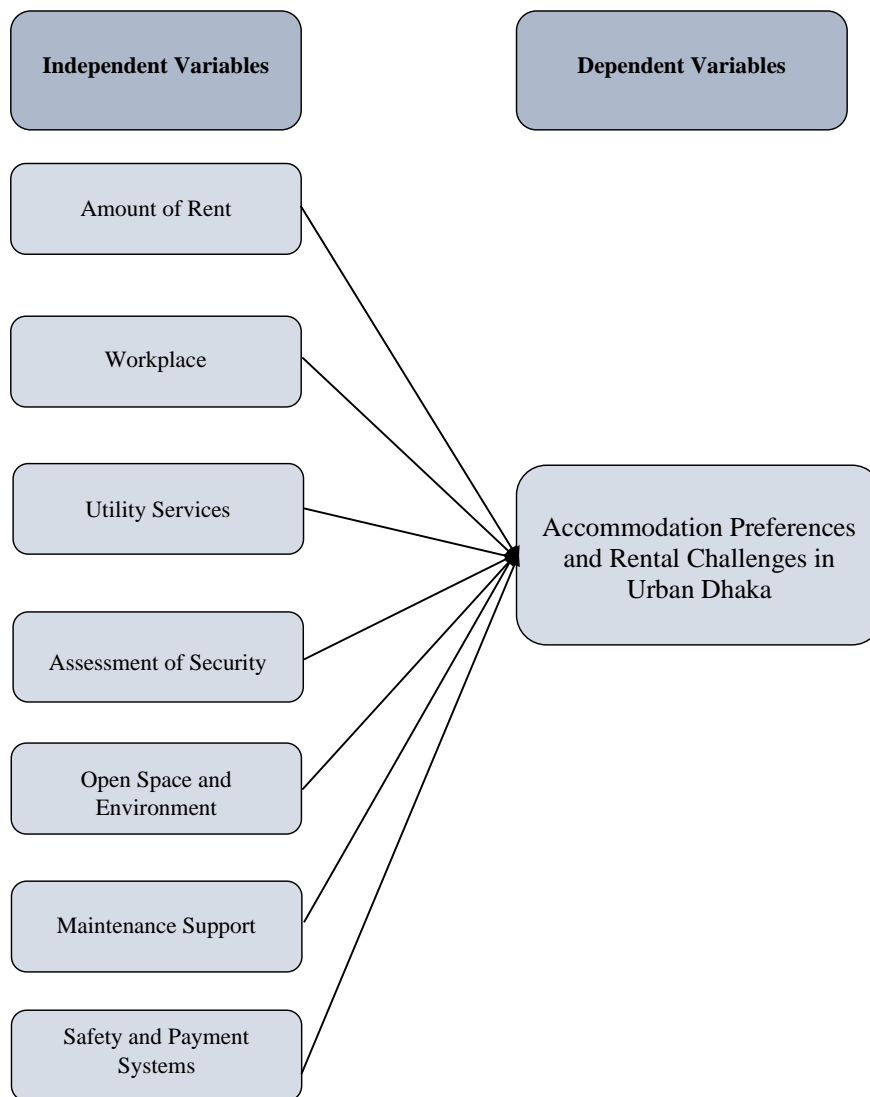 Independent Variables
Dependent Variables
Amount of Rent
Workplace
Utility Services
Assessment of Security
Open Space and
Environment
Maintenance Support
Safety and Payment
Systems
Accommodation Preferences
and Rental Challenges in
Urban Dhaka